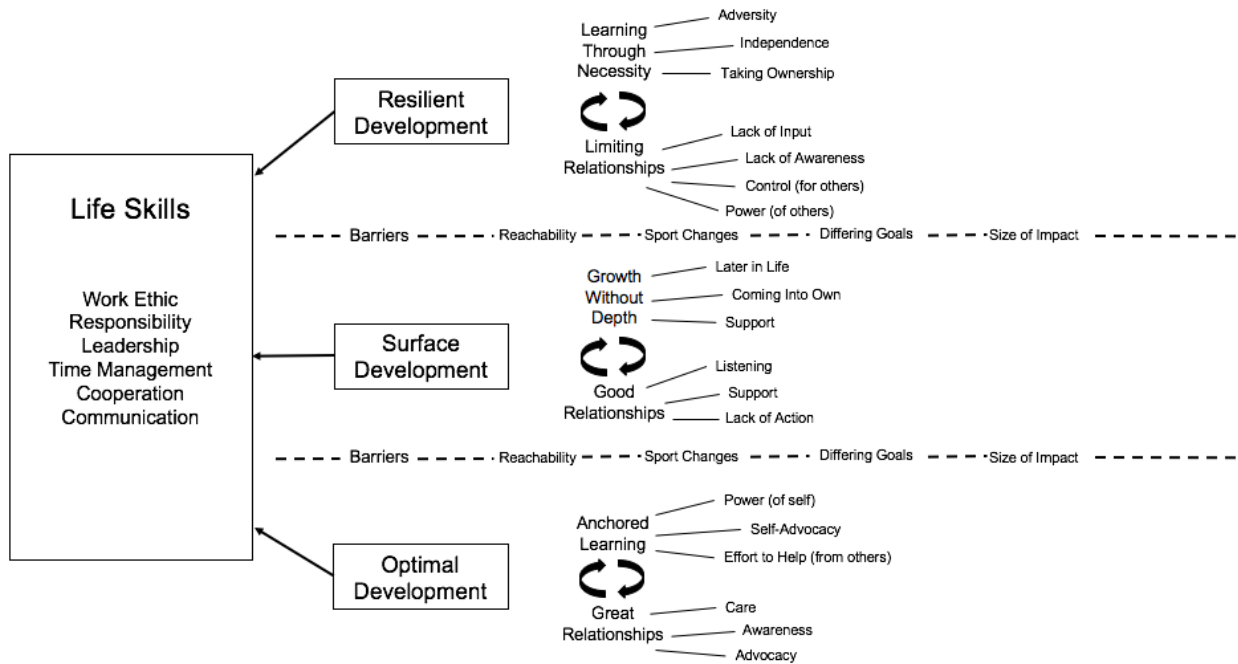 Learning
Through
Necessity
Adversity
Independence
Taking Ownership
Resilient
Development
Limiting
Relationships
Lack of Input
Lack of Awareness
Control (for others)
Power (of others)
Life Skills
Work Ethic
Responsibility
Leadership
Time Management
Cooperation
Communication
Barriers Reachability Sport Changes Differing Goals Size of Impact
Growth
Without
Depth
Later in Life
Coming Into Own
Support
Surface
Development
Good
Relationships
Listening
Support
Lack of Action
Barriers Reachability Sport Changes Differing Goals Size of Impact
Anchored
Learning
Power (of self)
Self-Advocacy
Effort to Help (from others)
Optimal
Development
Great
Relationships
Care
Awareness
Advocacy